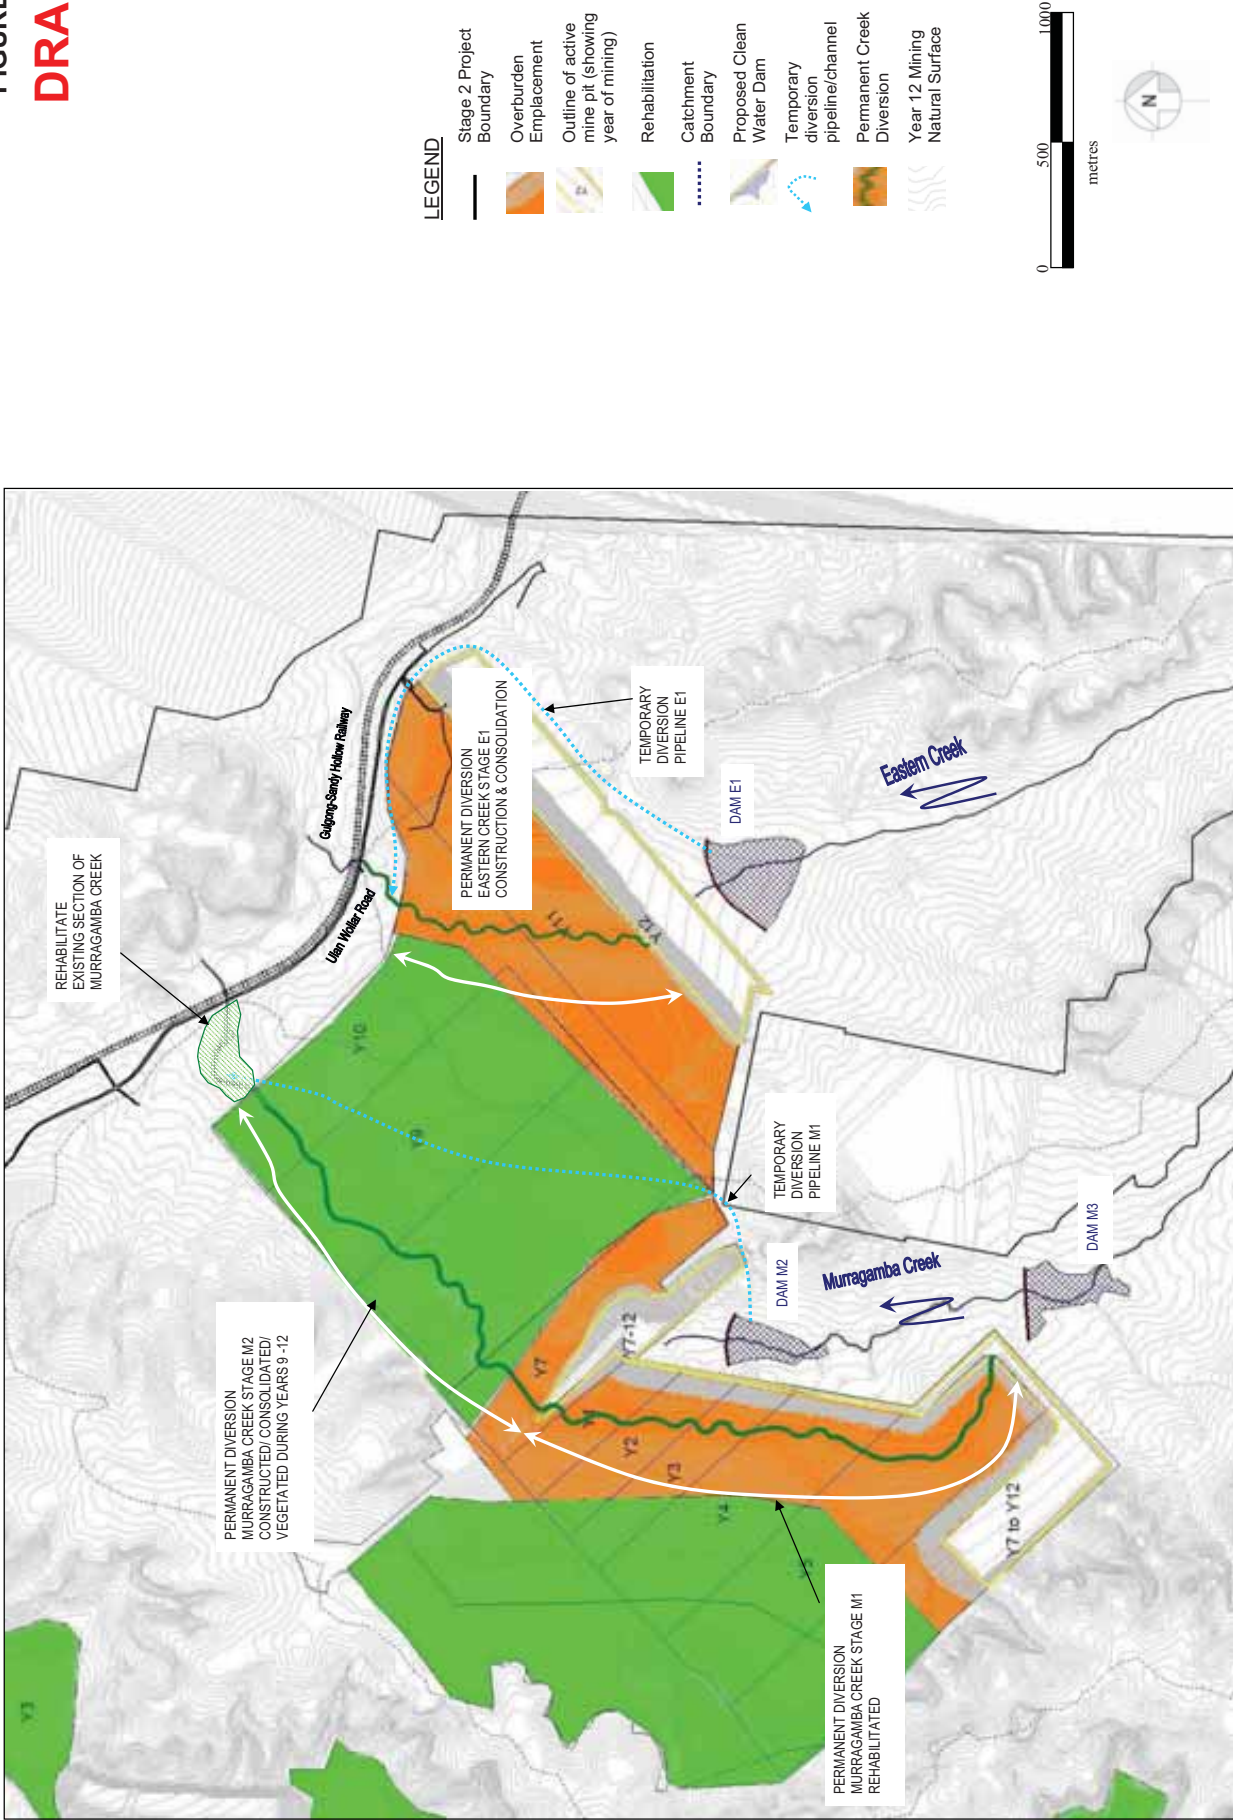 DRA
LEGEND
Stage 2 Project
Boundary
Overburden
Emplacement
Outline of active
mine pit (showing
year of mining)
Rehabilitation
Catchment
Boundary
Proposed Clean
Water Dam
Temporary
diversion
pipeline/channel
Permanent Creek
Diversion
Year 12 Mining
Natural Surface
0
500
1000
metres
N
REHABILITATE
EXISTING SECTION OF
MURRAGAMBA CREEK
Gulgong-Sandy Hollow Railway
Ulan Wollar Road
PERMANENT DIVERSION
EASTERN CREEK STAGE E1
CONSTRUCTION & CONSOLIDATION
TEMPORARY
DIVERSION
PIPELINE E1
DAM E1
Eastern Creek
PERMANENT DIVERSION
MURRAGAMBA CREEK STAGE M2
CONSTRUCTED/ CONSOLIDATED/
VEGETATED DURING YEARS 9 -12
TEMPORARY
DIVERSION
PIPELINE M1
DAM M2
Murragamba Creek
DAM M3
PERMANENT DIVERSION
MURRAGAMBA CREEK STAGE M1
REHABILITATED
Y3
Y10
Y9
Y11
Y12
Y7
Y7-12
Y2
Y3
Y4
Y7 to Y12